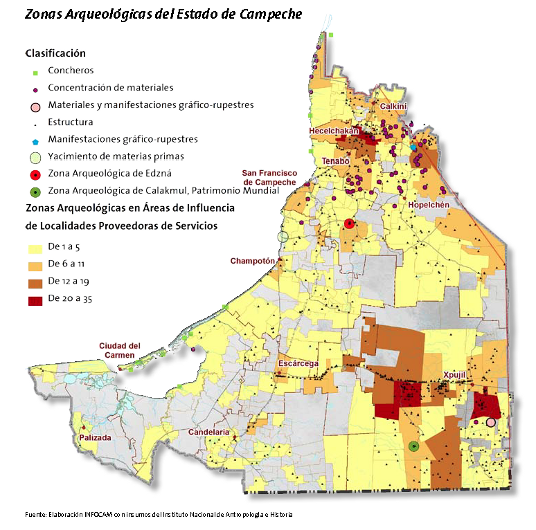 Zonas Arqueológicas del Estado de Campeche
Clasificación
Concheros
Concentración de materiales
Materiales y manifestaciones gráfico-rupestres
Estructura
Manifestaciones gráfico-rupestres
Yacimiento de materias primas
Zona Arqueológica de Edzná
Zona Arqueológica de Calakmul, Patrimonio Mundial
Zonas Arqueológicas en Áreas de Influencia
de Localidades Proveedoras de Servicios
De 1 a 5
De 6 a 11
De 12 a 19
De 20 a 35
Calkiní
Hecelchakán
Tenabo
San Francisco
de Campeche
Hopelchén
Champotón
Ciudad del
Carmen
Escárcega
Xpujil
Candelaria
Palizada
Fuente: Elaboración INFOCAM con insumos del Instituto Nacional de Antropología e Historia